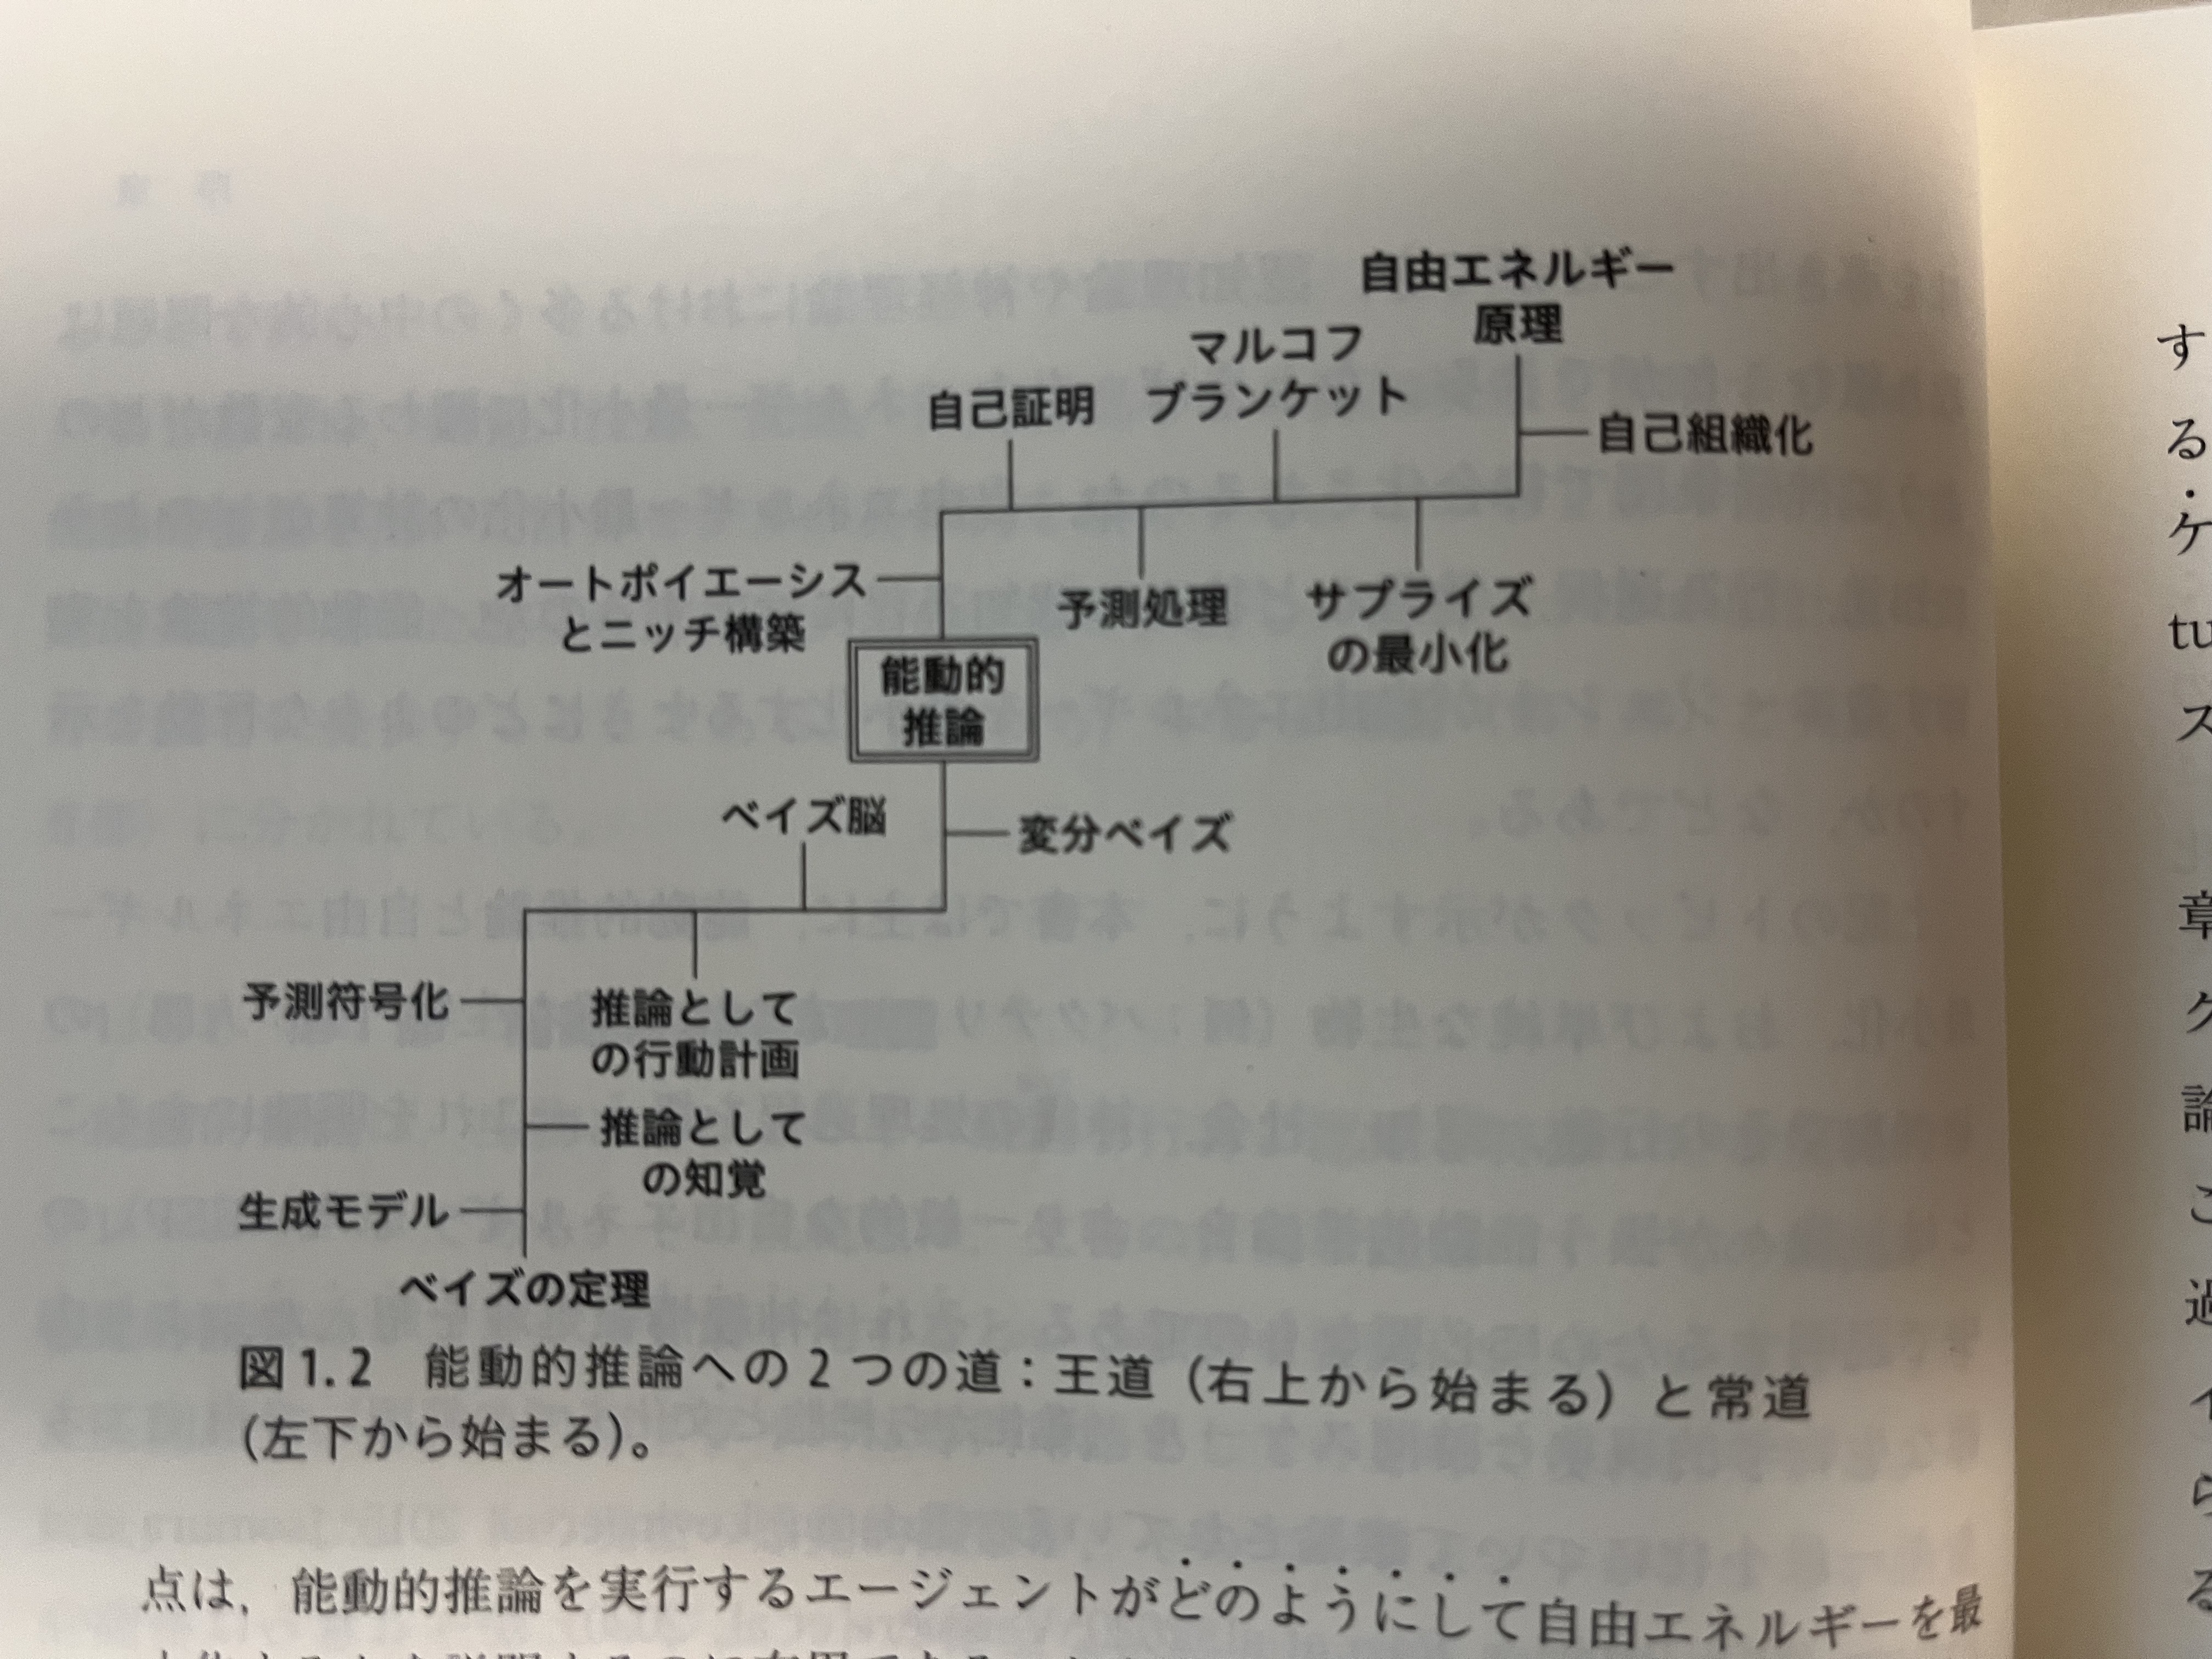 自由エネルギー
原理
マルコフ
ブランケット
自己証明
自己組織化
オートポイエーシス
とニッチ構築
予測処理
サプライズ
の最小化
能動的
推論
ベイズ脳
変分ベイズ
予測符号化
推論として
の行動計画
推論として
の知覚
生成モデル
ベイズの定理
図1.2 能動的推論への2つの道：王道（右上から始まる）と常道
（左下から始まる）。
点は，能動的推論を実行するエージェントがどのようにして自由エネルギーを最
す
る
ケ
tu
ス
章
ク
論
こ
過
イ
ら
る